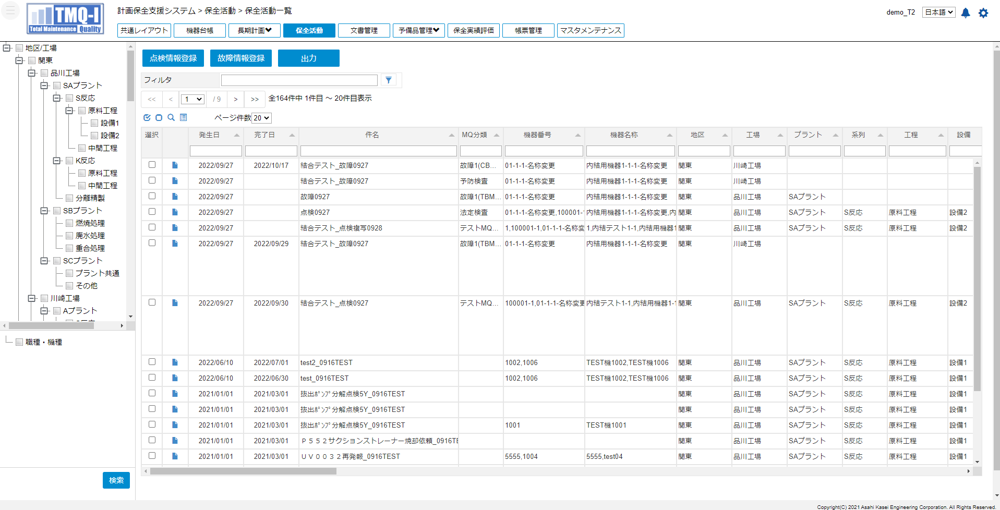 TMQ-I
Total Maintenance Quality
計画保全支援システム > 保全活動 > 保全活動一覧
demo_T2 日本語
共通レイアウト 機器台帳 長期計画 保全活動 文書管理 予備品管理 保全実績評価 帳票管理 マスタメンテナンス
地区/工場
関東
品川工場
SAプラント
S反応
原料工程
設備1
設備2
中間工程
K反応
原料工程
中間工程
分離精製
SBプラント
燃焼処理
廃水処理
重合処理
SCプラント
プラント共通
その他
川崎工場
Aプラント
職種・機種
検索
点検情報登録 故障情報登録 出力
フィルタ
<< < 1 / 9 > >> 全164件中 1件目 ～ 20件目表示
ページ件数 20
選択 発生日 完了日 件名 MQ分類 機器番号 機器名称 地区 工場 プラント 系列 工程 設備
2022/09/27 2022/10/17 結合テスト_故障0927 故障1(CB... 01-1-1-名称変更 内結用機器1-1-1-名称変更 関東 川崎工場
2022/09/27 結合テスト_故障0927 予防検査 01-1-1-名称変更 内結用機器1-1-1-名称変更 関東 川崎工場
2022/09/27 故障0927 故障1(TBM... 01-1-1-名称変更 内結用機器1-1-1-名称変更 関東 品川工場 SAプラント
2022/09/27 点検0927 法定検査 01-1-1-名称変更,100001- 内結用機器1-1-1-名称変更,内 関東 品川工場 SAプラント S反応 原料工程 設備2
2022/09/27 結合テスト_点検複写0928 テストMQ... 1,100001-1,01-1-1-名称変 1,内結テスト1-1,内結用機器1 関東 品川工場 SAプラント S反応 原料工程 設備2
2022/09/27 2022/09/29 結合テスト_故障0927 故障1(TBM... 01-1-1-名称変更 内結用機器1-1-1-名称変更 関東 川崎工場
2022/09/27 2022/09/30 結合テスト_点検0927 テストMQ... 100001-1,01-1-1-名称変更 内結テスト1-1,内結用機器1-1 関東 品川工場 SAプラント S反応 原料工程 設備2
2022/06/10 2022/07/01 test2_0916TEST 1002,1006 TEST機1002,TEST機1006 関東 品川工場 SAプラント S反応 原料工程 設備1
2022/06/10 2022/06/30 test_0916TEST 1002,1006 TEST機1002,TEST機1006 関東 品川工場 SAプラント S反応 原料工程 設備1
2021/01/01 2021/03/01 抜出ﾎﾟﾝﾌﾟ分解点検5Y_0916TEST 関東 品川工場 SAプラント S反応 原料工程 設備1
2021/01/01 2021/03/01 抜出ﾎﾟﾝﾌﾟ分解点検5Y_0916TEST 関東 品川工場 SAプラント S反応 原料工程 設備1
2021/01/01 2021/03/01 抜出ﾎﾟﾝﾌﾟ分解点検5Y_0916TEST 1001 TEST機1001 関東 品川工場 SAプラント S反応 原料工程 設備1
2021/01/01 2021/03/01 Ｐ５５２サクションストレーナー焼却依頼_0916TE 関東 品川工場 SAプラント S反応 原料工程 設備1
2021/01/01 2021/03/01 ＵＶ００３２再発報_0916TEST 5555,1004 5555,test04 関東 品川工場 SAプラント S反応 原料工程 設備1
Copyright(C) 2021 Asahi Kasei Engineering Corporation. All Rights Reserved.